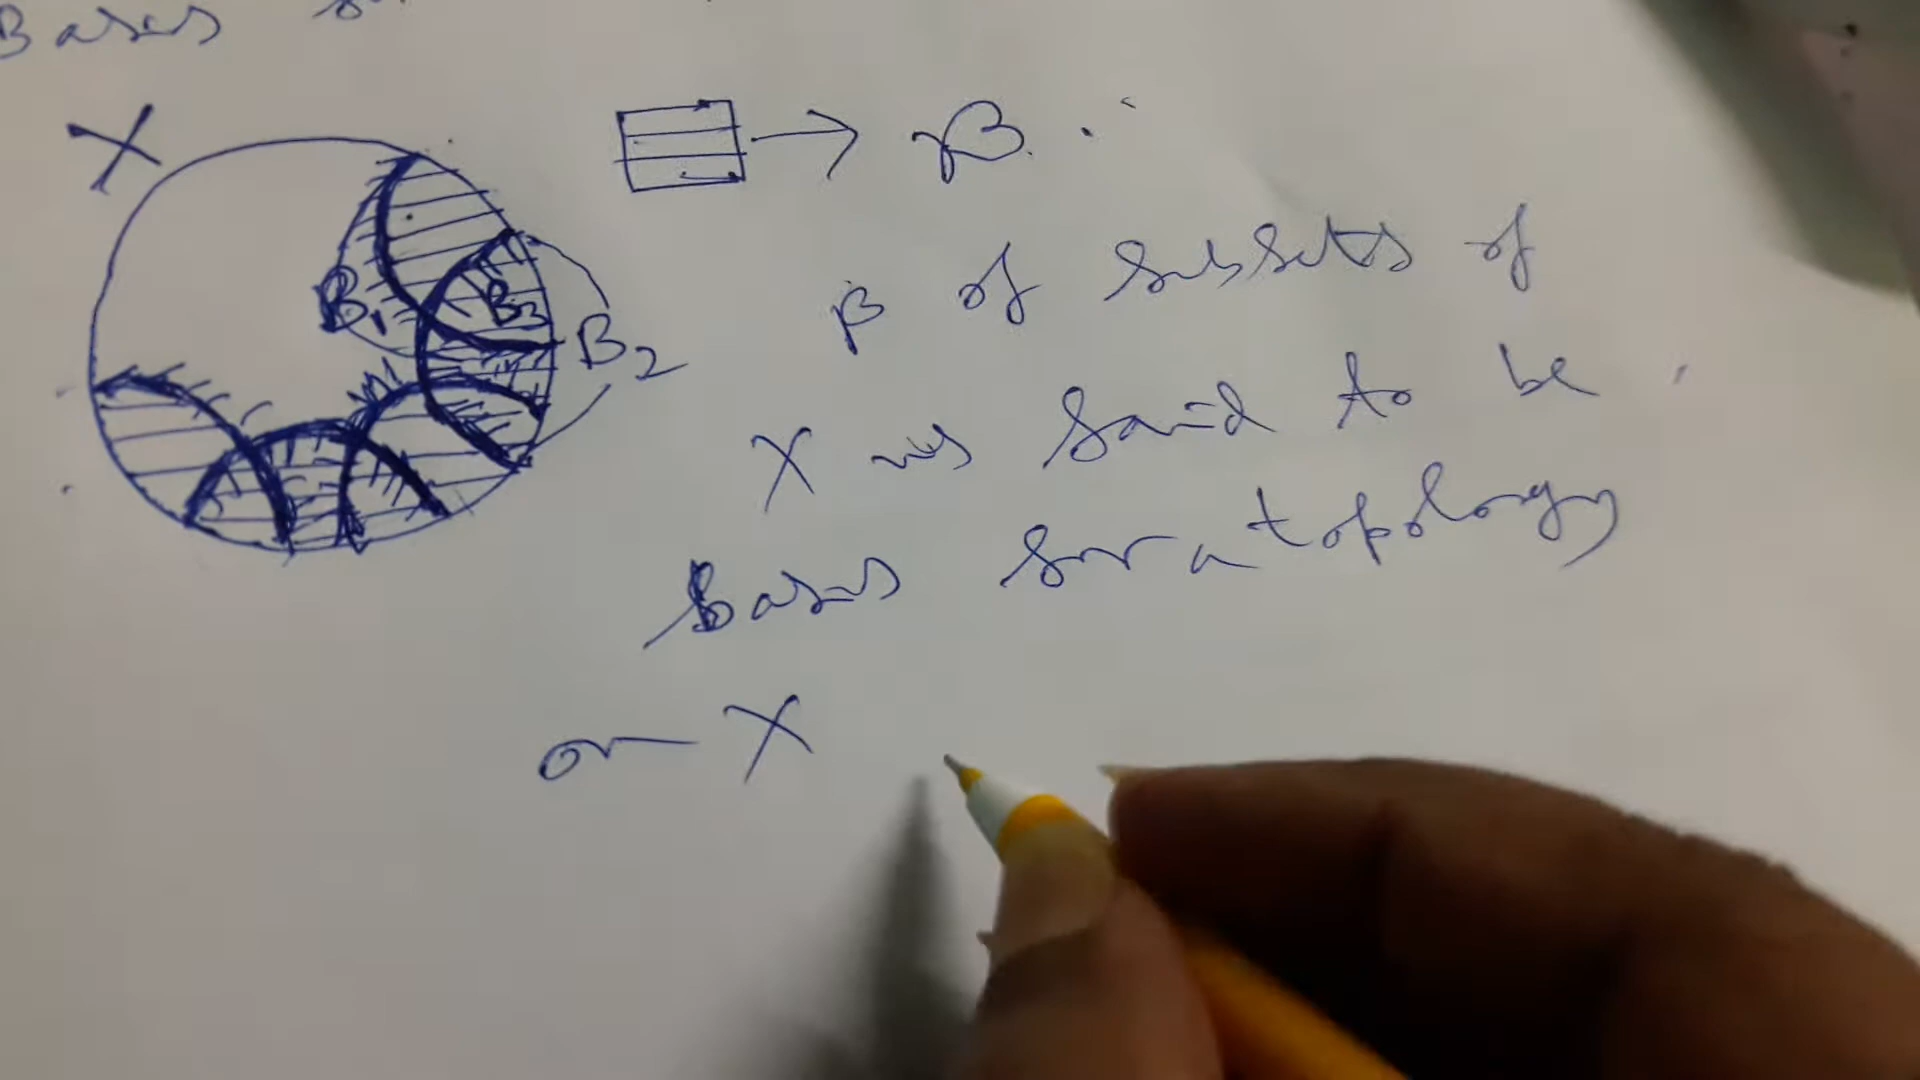 Bases
X
→ β.
B₁
B₃
B₂
β of subsets of
X is said to be
basis for a topology
on X